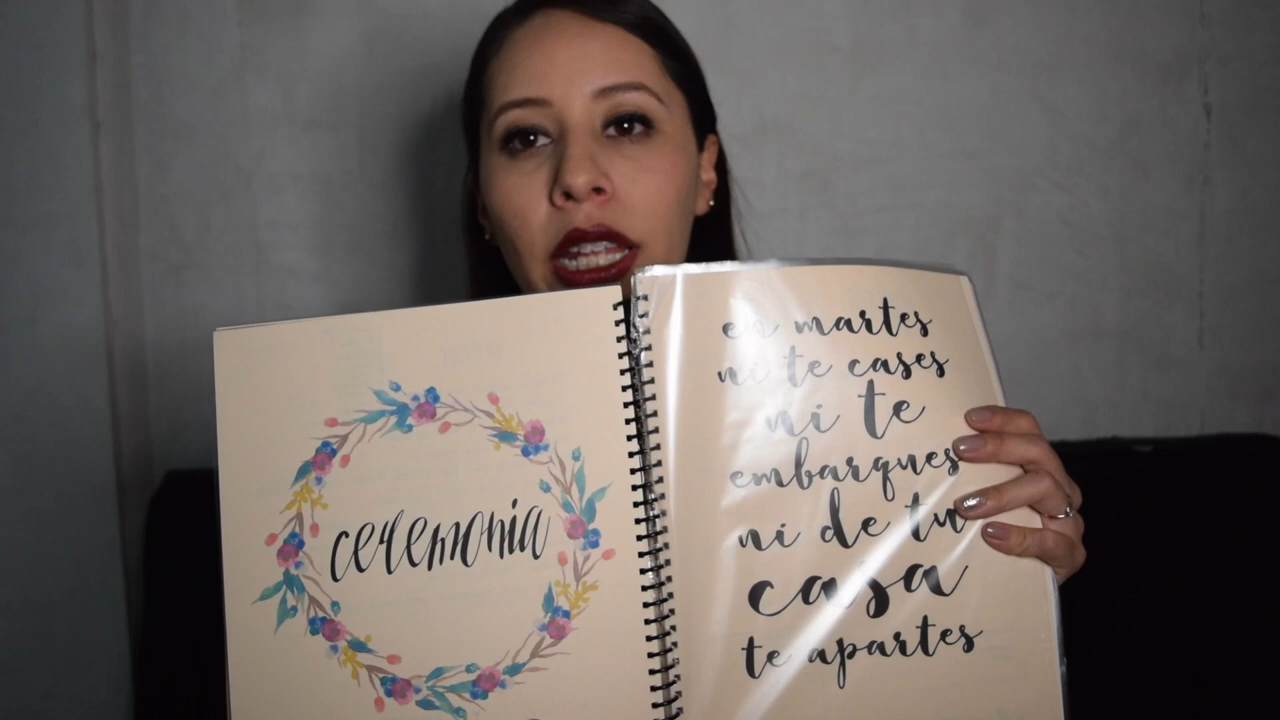 ceremonia
en martes
ni te cases
ni te
embarques
ni de tu
casa
te apartes